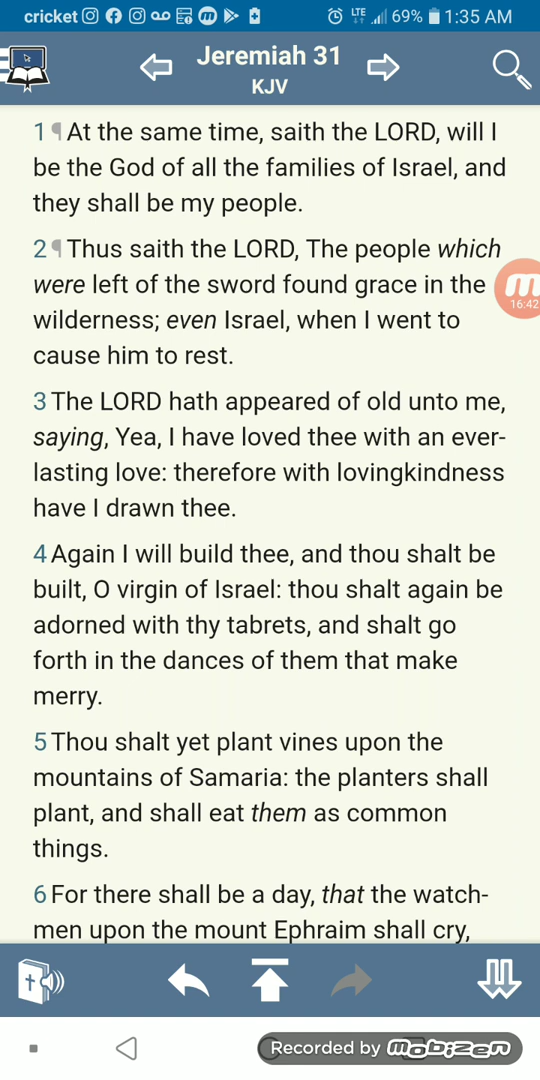 cricket LTE 69% 1:35 AM
Jeremiah 31
KJV
1 ¶ At the same time, saith the LORD, will I
be the God of all the families of Israel, and
they shall be my people.
2 ¶ Thus saith the LORD, The people which
were left of the sword found grace in the
wilderness; even Israel, when I went to
cause him to rest.
16:42
3 The LORD hath appeared of old unto me,
saying, Yea, I have loved thee with an ever-
lasting love: therefore with lovingkindness
have I drawn thee.
4 Again I will build thee, and thou shalt be
built, O virgin of Israel: thou shalt again be
adorned with thy tabrets, and shalt go
forth in the dances of them that make
merry.
5 Thou shalt yet plant vines upon the
mountains of Samaria: the planters shall
plant, and shall eat them as common
things.
6 For there shall be a day, that the watch-
men upon the mount Ephraim shall cry,
Recorded by mobizen